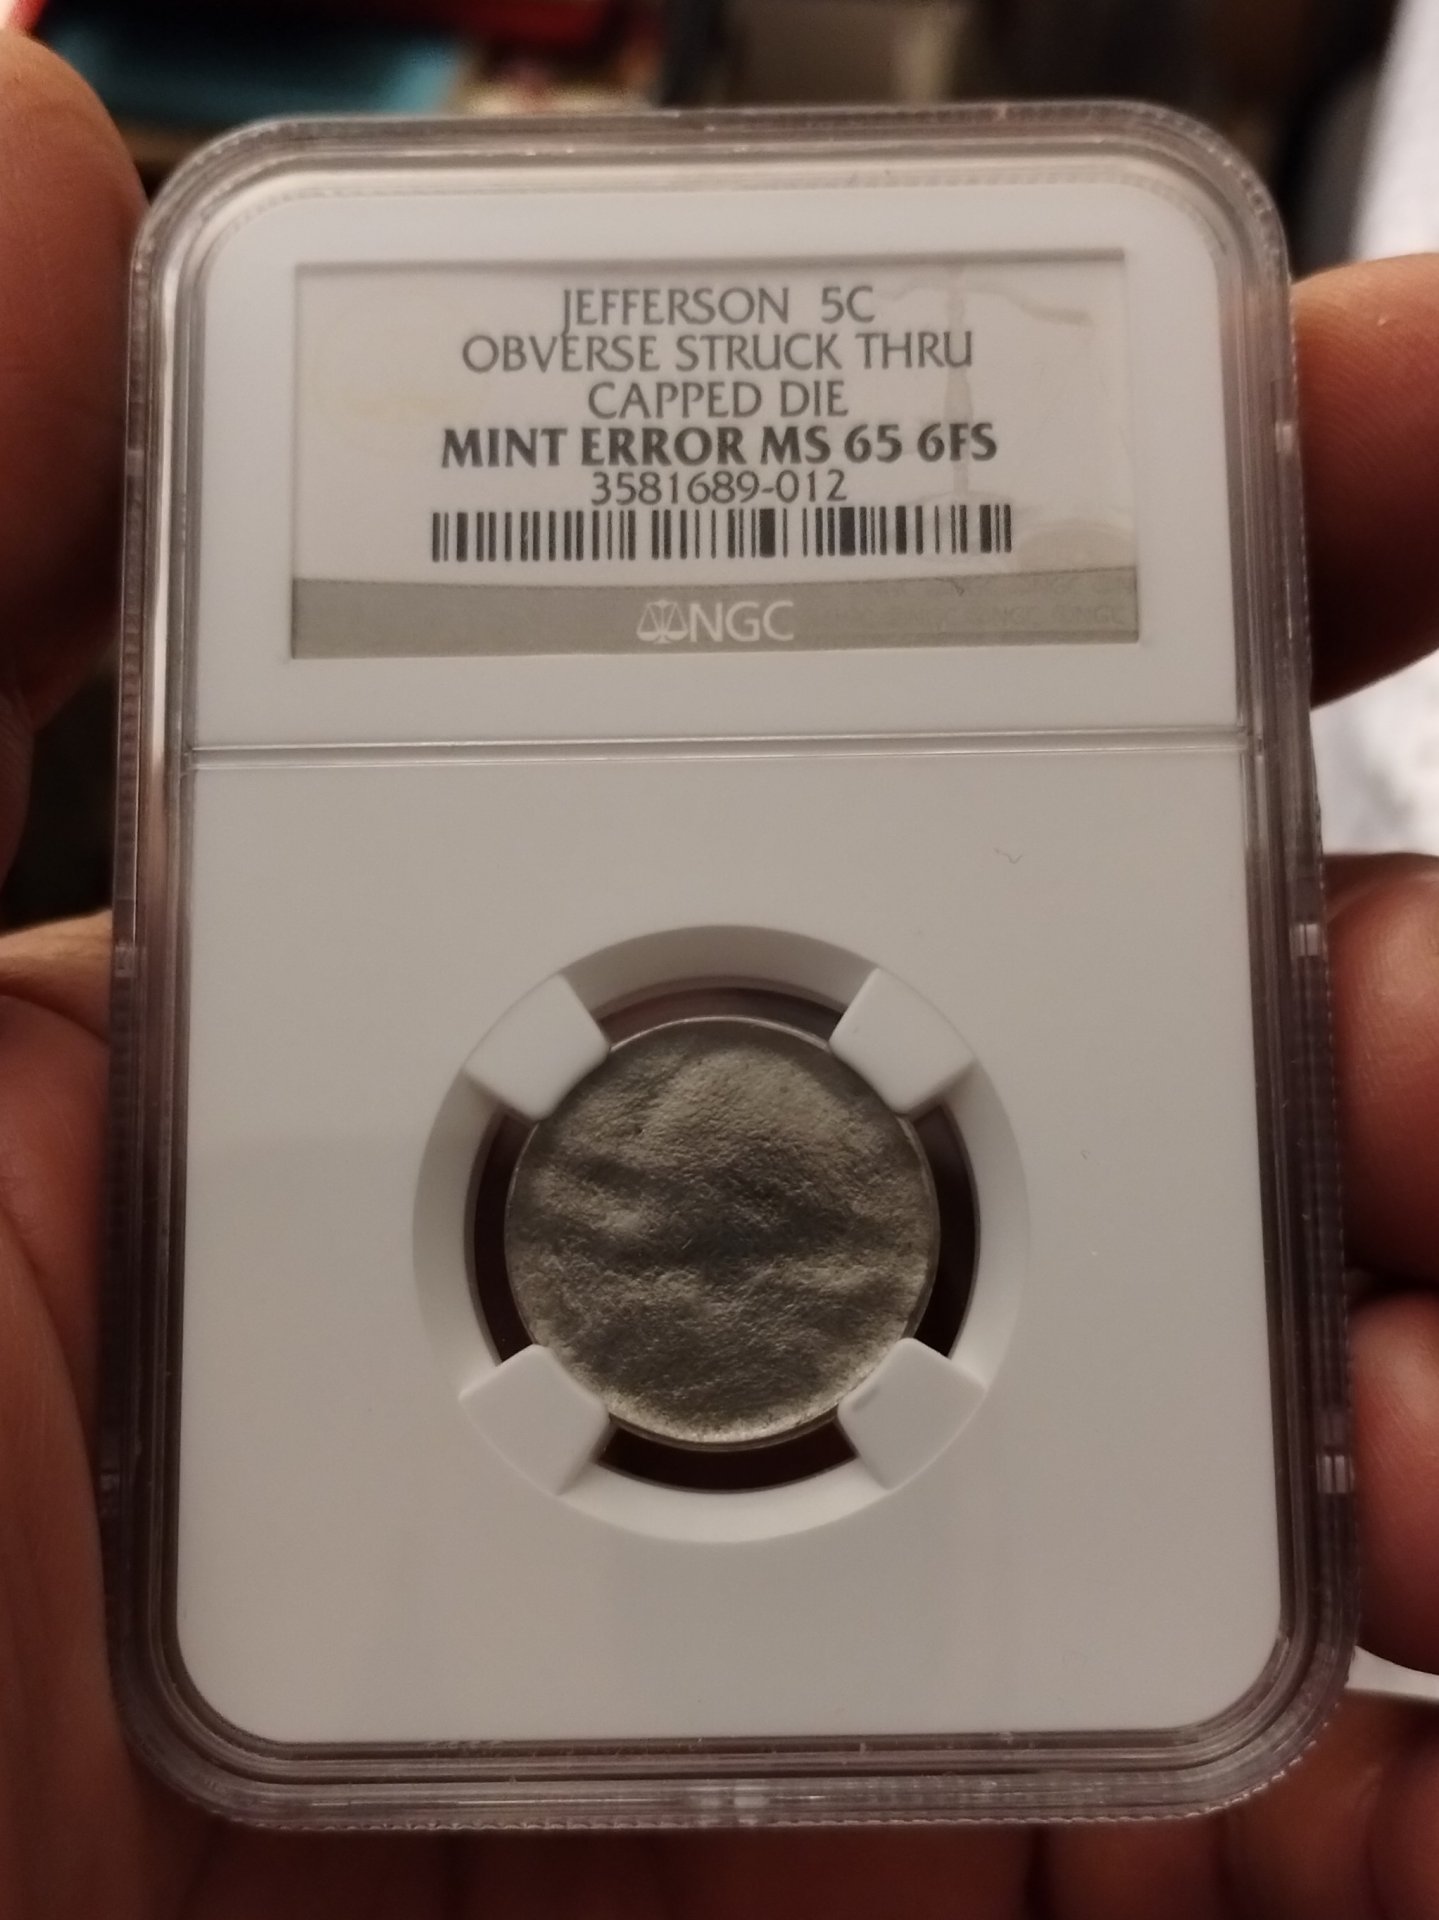 JEFFERSON 5C
OBVERSE STRUCK THRU
CAPPED DIE
MINT ERROR MS 65 6FS
3581689-012
NGC